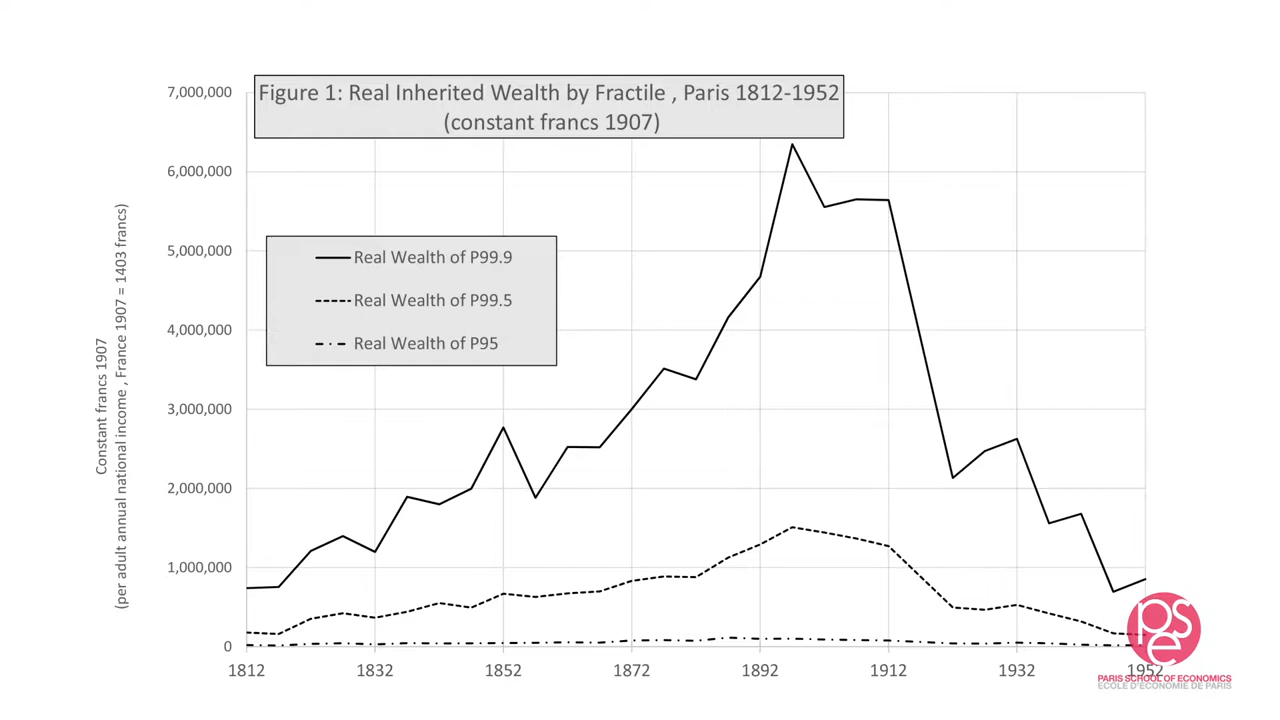 Figure 1: Real Inherited Wealth by Fractile , Paris 1812-1952
(constant francs 1907)
7,000,000
6,000,000
5,000,000
4,000,000
3,000,000
2,000,000
1,000,000
0
Real Wealth of P99.9
Real Wealth of P99.5
Real Wealth of P95
Constant francs 1907
(per adult annual national income , France 1907 = 1403 francs)
1812
1832
1852
1872
1892
1912
1932
1952
pse
PARIS SCHOOL OF ECONOMICS
ECOLE D'ECONOMIE DE PARIS